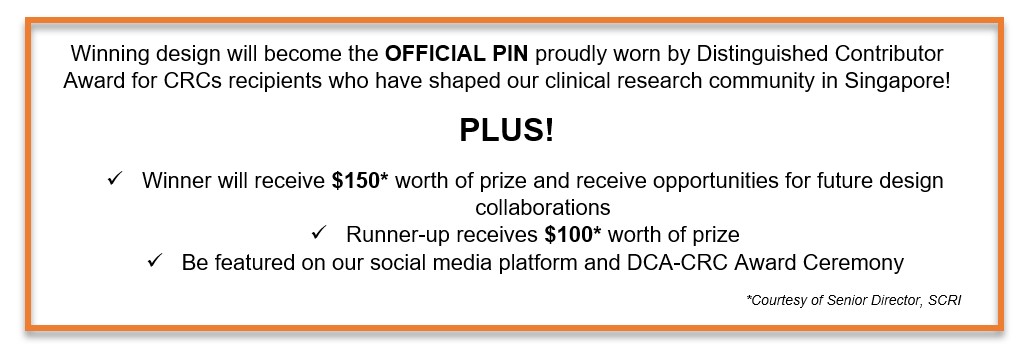 Winning design will become the OFFICIAL PIN proudly worn by Distinguished Contributor
Award for CRCs recipients who have shaped our clinical research community in Singapore!
PLUS!
✓ Winner will receive $150* worth of prize and receive opportunities for future design
collaborations
✓ Runner-up receives $100* worth of prize
✓ Be featured on our social media platform and DCA-CRC Award Ceremony
*Courtesy of Senior Director, SCRI